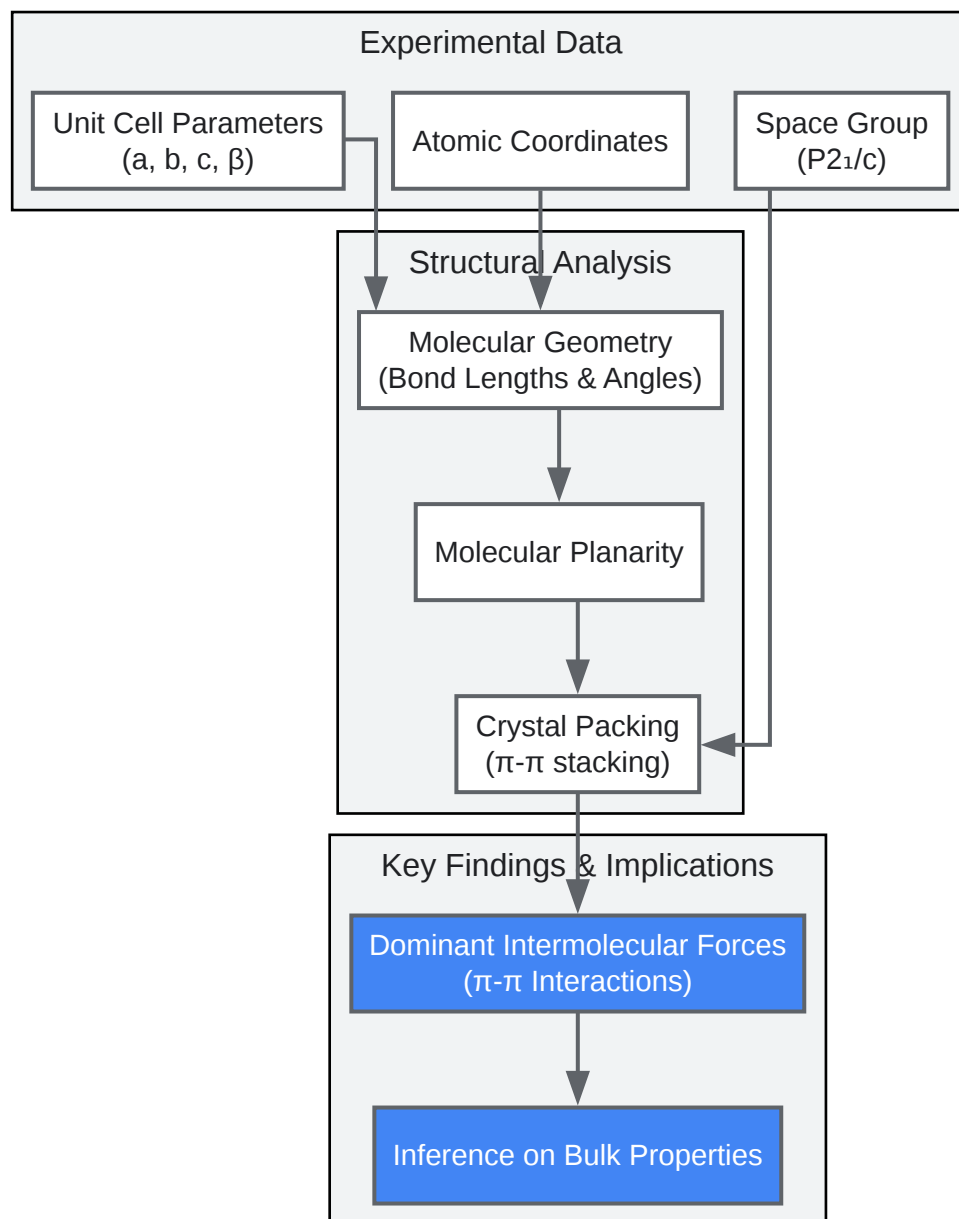 Experimental Data
Unit Cell Parameters
(a, b, c, β)
Atomic Coordinates
Space Group
(P2₁/c)
Structural Analysis
Molecular Geometry
(Bond Lengths & Angles)
Molecular Planarity
Crystal Packing
(π-π stacking)
Key Findings & Implications
Dominant Intermolecular Forces
(π-π Interactions)
Inference on Bulk Properties